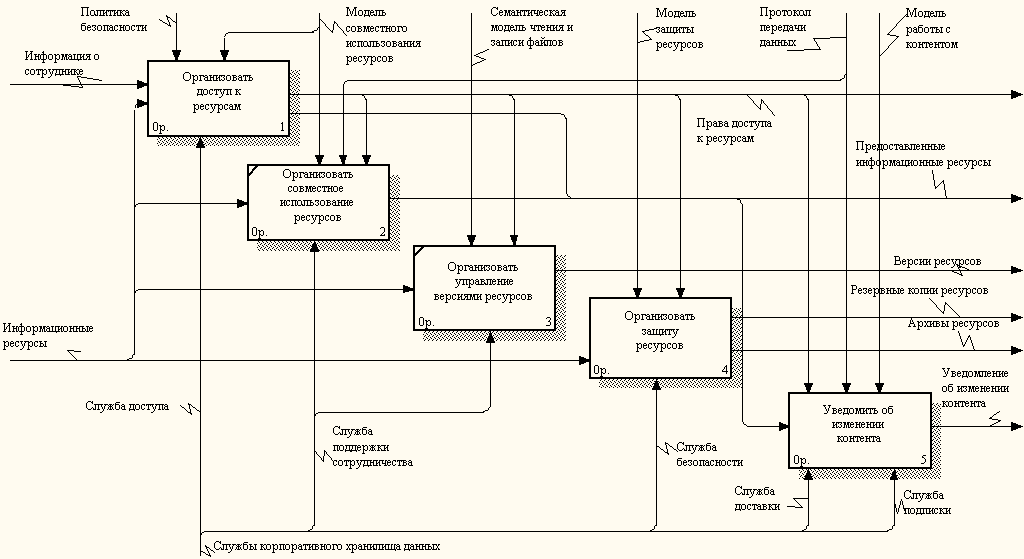 Политика
безопасности
Модель
совместного
использования
ресурсов
Семантическая
модель чтения и
записи файлов
Модель
защиты
ресурсов
Протокол
передачи
данных
Модель
работы с
контентом
Информация о
сотруднике
Организовать
доступ к
ресурсам
0р.
1
Права доступа
к ресурсам
Предоставленные
информационные ресурсы
Организовать
совместное
использование
ресурсов
0р.
2
Организовать
управление
версиями ресурсов
0р.
3
Версии ресурсов
Резервные копии ресурсов
Архивы ресурсов
Организовать
защиту
ресурсов
0р.
4
Информационные
ресурсы
Уведомление
об изменении
контента
Уведомить об
изменении
контента
0р.
5
Служба доступа
Служба
поддержки
сотрудничества
Служба
безопасности
Служба
доставки
Служба
подписки
Службы корпоративного хранилища данных